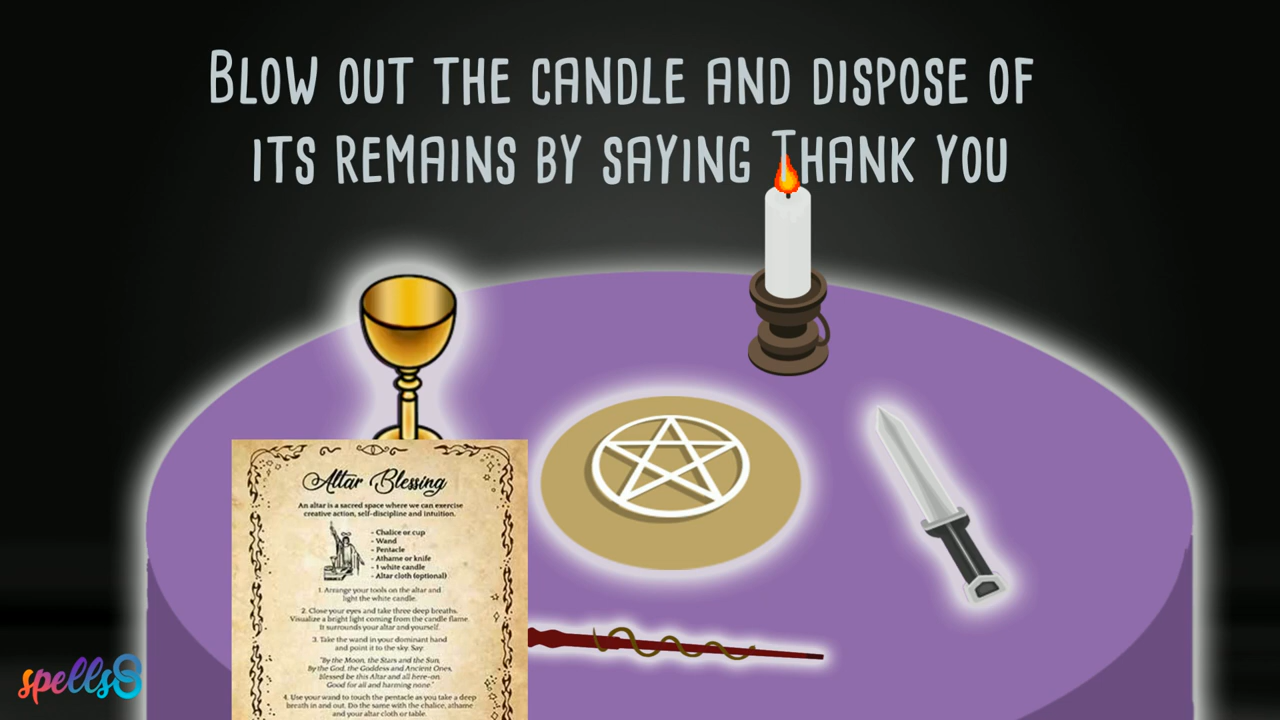 BLOW OUT THE CANDLE AND DISPOSE OF
ITS REMAINS BY SAYING THANK YOU
Altar Blessing
An altar is a sacred space where we can exercise
creative action, self-discipline and intuition.
- Chalice or cup
- Wand
- Pentacle
- Athame or knife
- 1 white candle
- Altar cloth (optional)
1. Arrange your tools on the altar and
light the white candle.
2. Close your eyes and take three deep breaths.
Visualize a bright light coming from the candle flame.
It surrounds your altar and yourself.
3. Take the wand in your dominant hand
and point it to the sky. Say:
"By the Moon, the Stars and the Sun,
By the God, the Goddess and Ancient Ones,
Blessed be this Altar and all here-on.
Good for all and harming none."
4. Use your wand to touch the pentacle as you take a deep
breath in and out. Do the same with the chalice, athame
and your altar cloth or table.
spells8